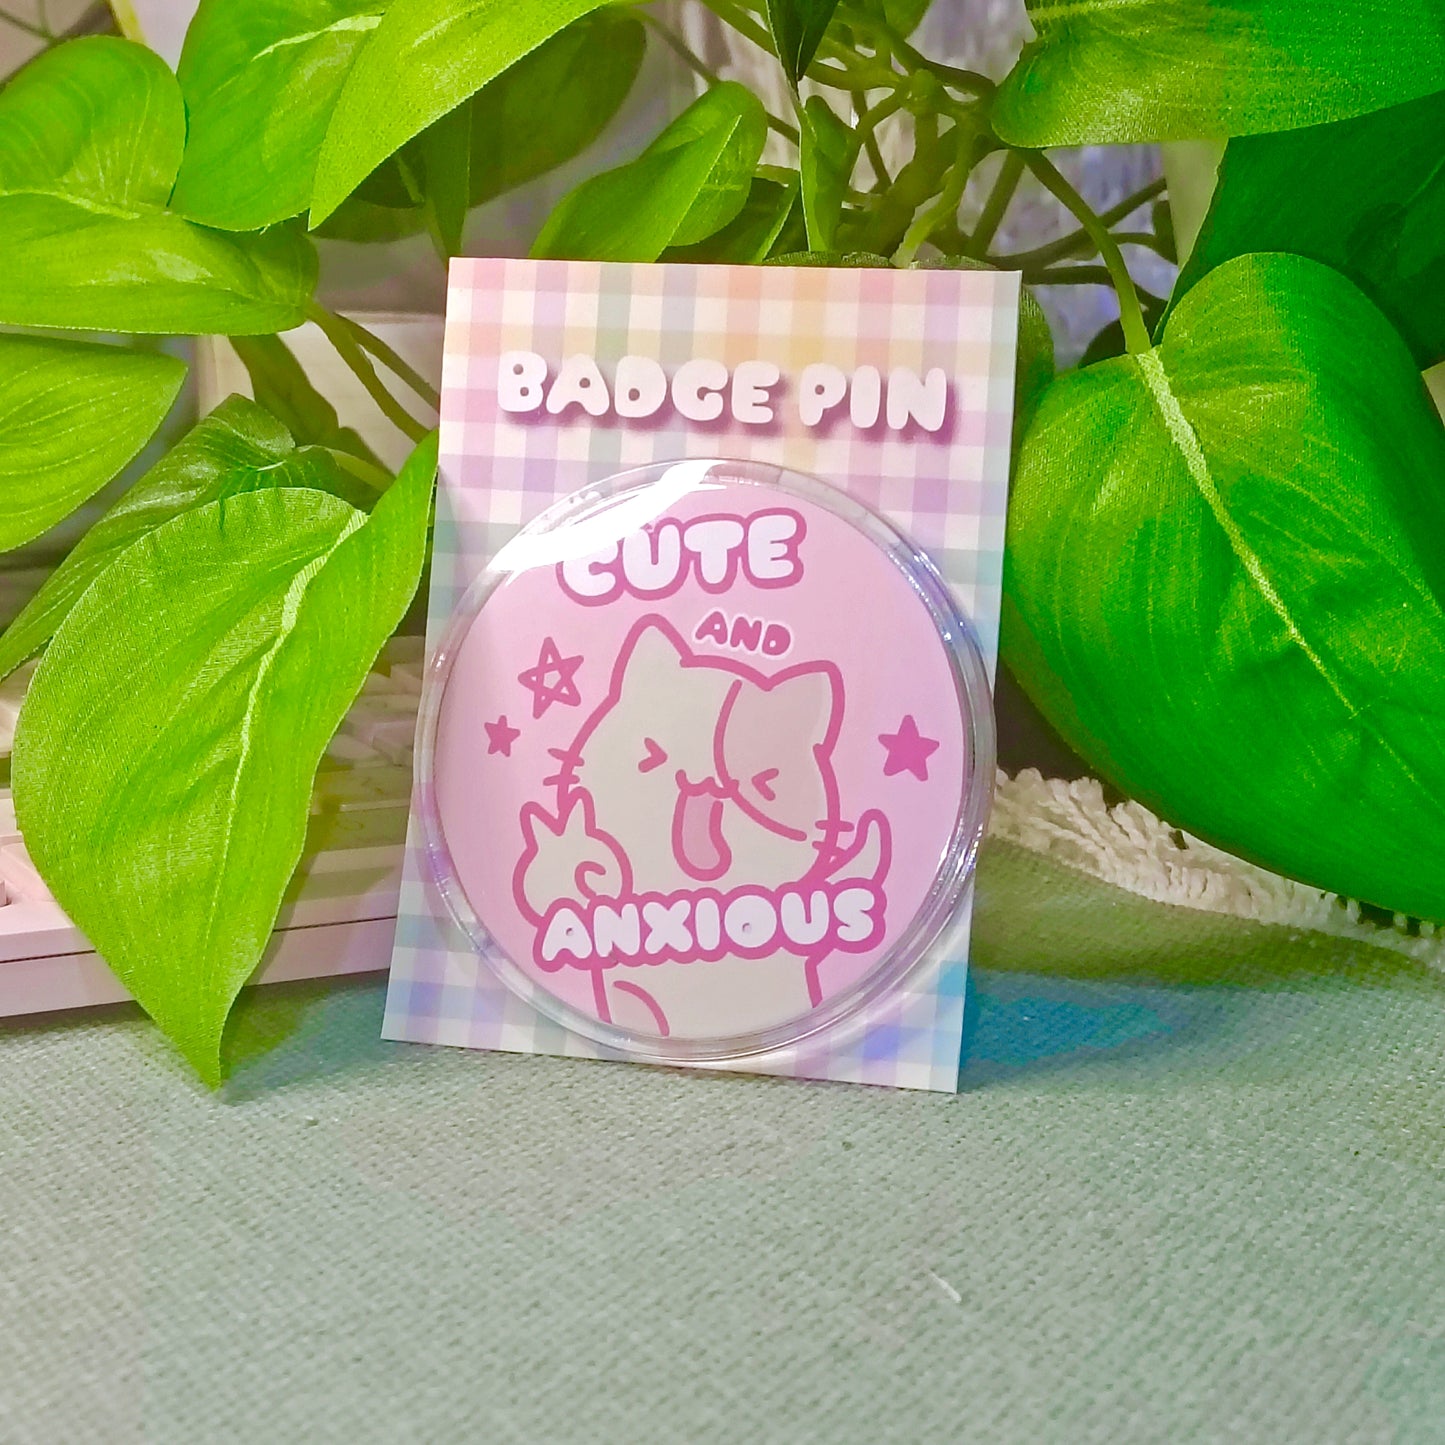 BADGE PIN
CUTE
AND
ANXIOUS